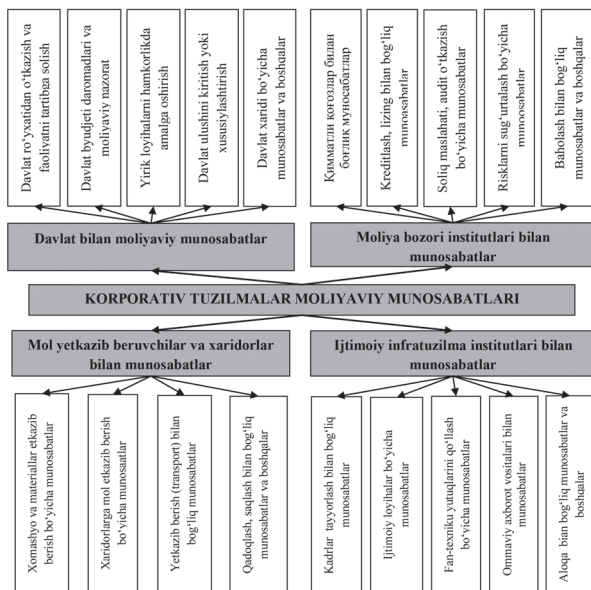 Davlat ro‘yxatidan o‘tkazish va
faolivatni tartibga solish
Davlat byudjeti daromadlari va
moliyaviy nazorat
Yirik loyihalarni hamkorlikda
amalga oshirish
Davlat ulushini kiritish yoki
xususiylashtirish
Davlat xaridi bo‘yicha
munosabatlar va boshqalar
Қимматли коғозлар билан
боғлик муносабатлар
Kreditlash, lizing bilan bog‘liq
munoasabatlar
Soliq maslahati, audit o‘tkazish
bo‘yicha munosabatlar
Risklarni sug‘urtalash bo‘yicha
munosabatlar
Baholash bilan bog‘liq
munosabatlar va boshqalar
Davlat bilan moliyaviy munosabatlar
Moliya bozori institutlari bilan
munosabatlar
KORPORATIV TUZILMALAR MOLIYAVIY MUNOSABATLARI
Mol yetkazib beruvchilar va xaridorlar
bilan munosabatlar
Ijtimoiy infratuzilma institutlari bilan
munosabatlar
Xomashyo va materiallar etkazib
berish bo‘yicha munosabatlar
Xaridorlarga mol etkazib berish
bo‘yicha munosaatlar
Yetkazib berish (transport) bilan
bog‘liq munosabatlar
Qadoqlash, saqlash bilan bog‘liq
munosabatlar va boshqalar
Kadrlar tayyorlash bilan bog‘liq
munosabatlar
Ijtimoiy loyihalar bo‘yicha
munosabatlar
Fan-texniku yutuqlarini qo‘llash
bo‘yicha munosabatlar
Ommaviy axborot vositalari bilan
munosabatlar
Aloqa bian bog‘liq munosabatlar va
boshqalar